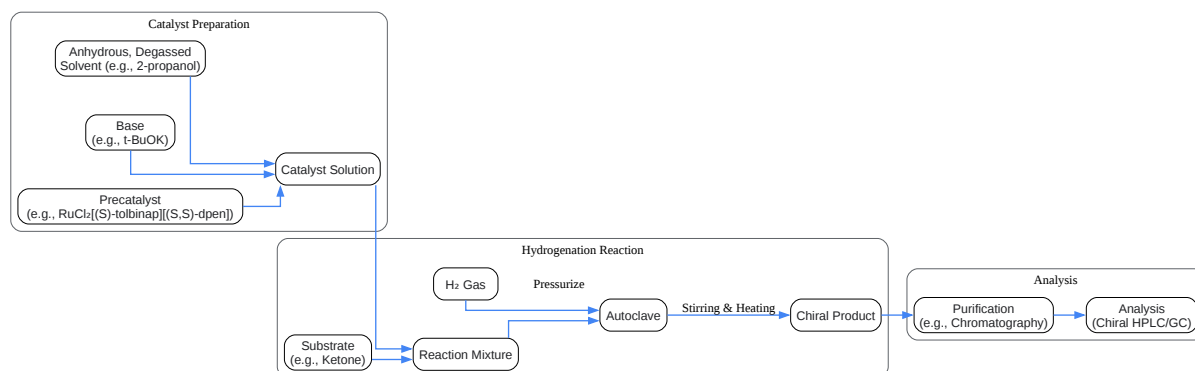 Catalyst Preparation
Anhydrous, Degassed
Solvent (e.g., 2-propanol)
Base
(e.g., t-BuOK)
Catalyst Solution
Precatalyst
(e.g., RuCl₂[(S)-tolbinap][(S,S)-dpen])
Hydrogenation Reaction
H₂ Gas
Pressurize
Autoclave
Stirring & Heating
Chiral Product
Substrate
(e.g., Ketone)
Reaction Mixture
Analysis
Purification
(e.g., Chromatography)
Analysis
(Chiral HPLC/GC)